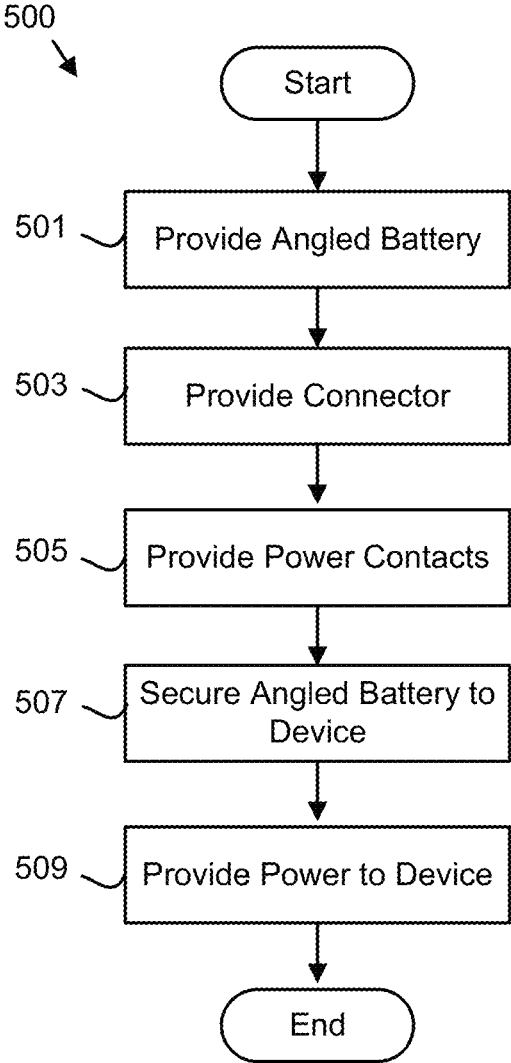 500
Start
501
Provide Angled Battery
503
Provide Connector
505
Provide Power Contacts
507
Secure Angled Battery to
Device
509
Provide Power to Device
End